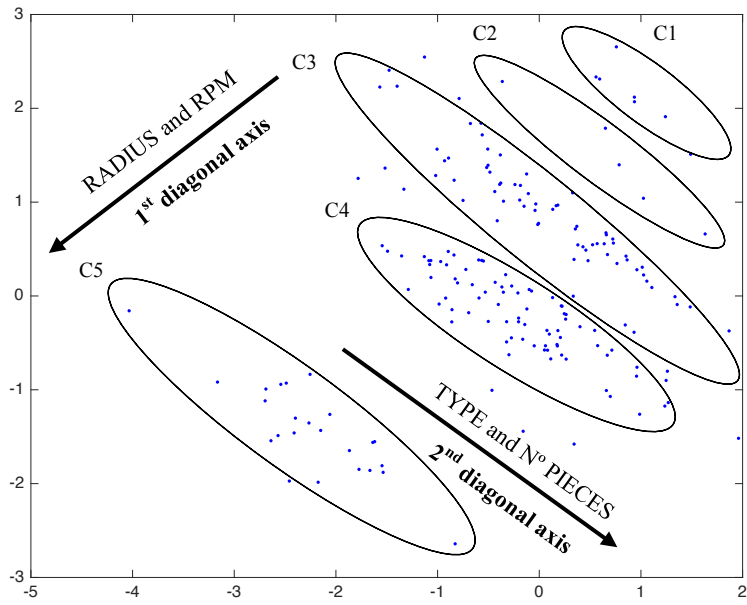 3
2
1
0
-1
-2
-3
-5
-4
-3
-2
-1
0
1
2
C1
C2
C3
C4
C5
RADIUS and RPM
1st diagonal axis
TYPE and Nº PIECES
2nd diagonal axis